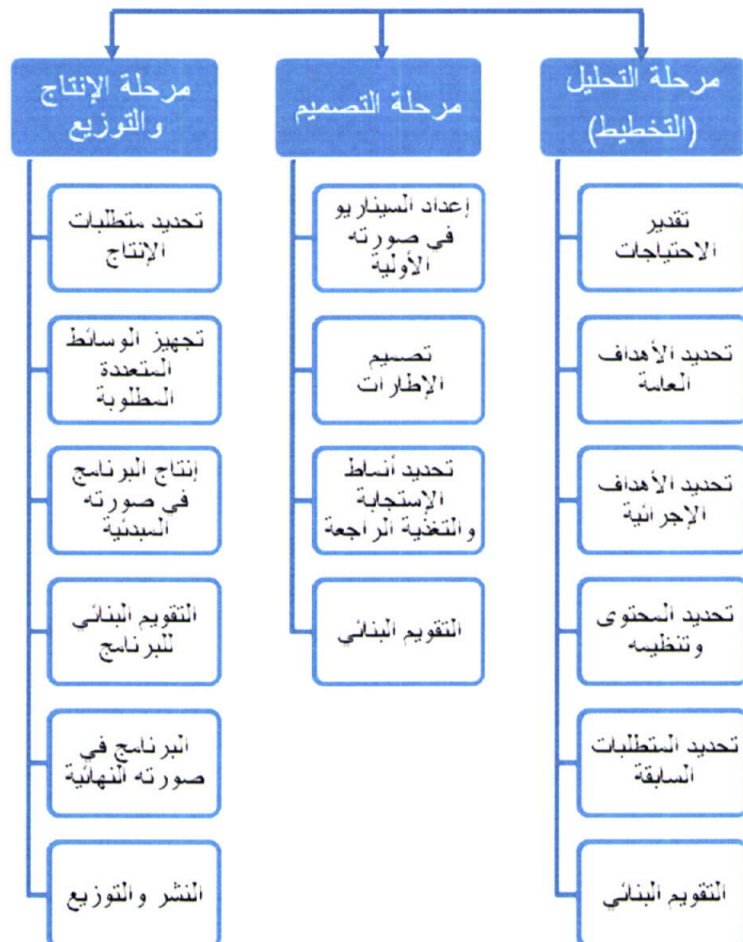 مرحلة التحليل
(التخطيط)
تقدير
الاحتياجات
تحديد الأهداف
العامة
تحديد الأهداف
الإجرائية
تحديد المحتوى
وتنظيمه
تحديد المتطلبات
السابقة
التقويم البنائي
مرحلة التصميم
إعداد السيناريو
في صورته
الأولية
تصميم
الإطارات
تحديد أنماط
الإستجابة
والتغذية الراجعة
التقويم البنائي
مرحلة الإنتاج
والتوزيع
تحديد متطلبات
الإنتاج
تجهيز الوسائط
المتعددة
المطلوبة
إنتاج البرنامج
في صورته
المبدئية
التقويم البنائي
للبرنامج
البرنامج في
صورته النهائية
النشر والتوزيع